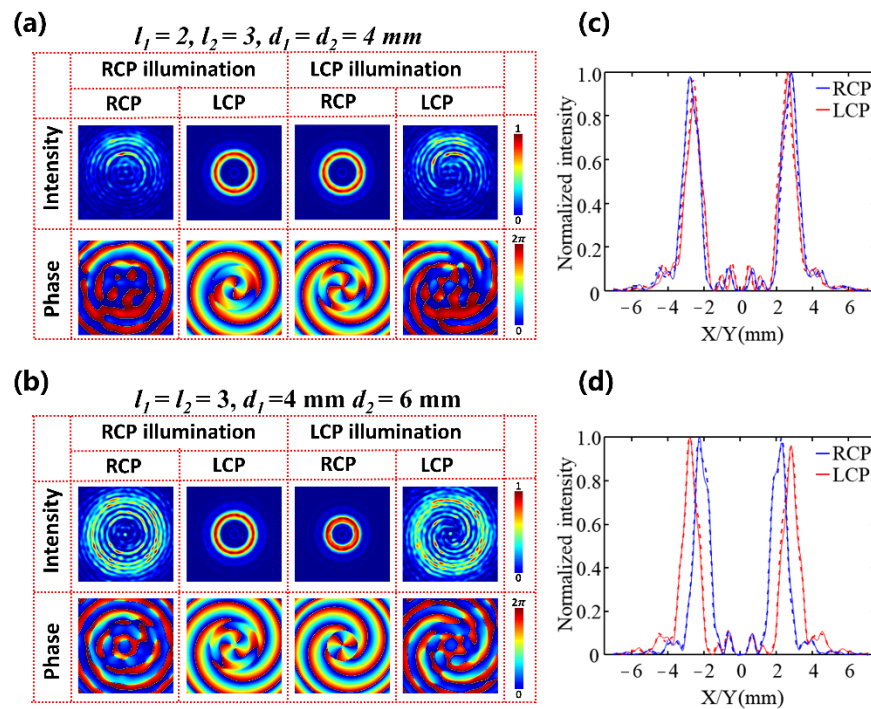 (a)
l₁ = 2, l₂ = 3, d₁ = d₂ = 4 mm
RCP illumination LCP illumination
RCP LCP RCP LCP
Intensity
1
0
Phase
2π
0
(b)
l₁ = l₂ = 3, d₁ =4 mm d₂ = 6 mm
RCP illumination LCP illumination
RCP LCP RCP LCP
Intensity
1
0
Phase
2π
0
(c)
Normalized intensity
1.0
0.8
0.6
0.4
0.2
0
RCP
LCP
−6 −4 −2 0 2 4 6
X/Y(mm)
(d)
Normalized intensity
1.0
0.8
0.6
0.4
0.2
0
RCP
LCP
−6 −4 −2 0 2 4 6
X/Y(mm)